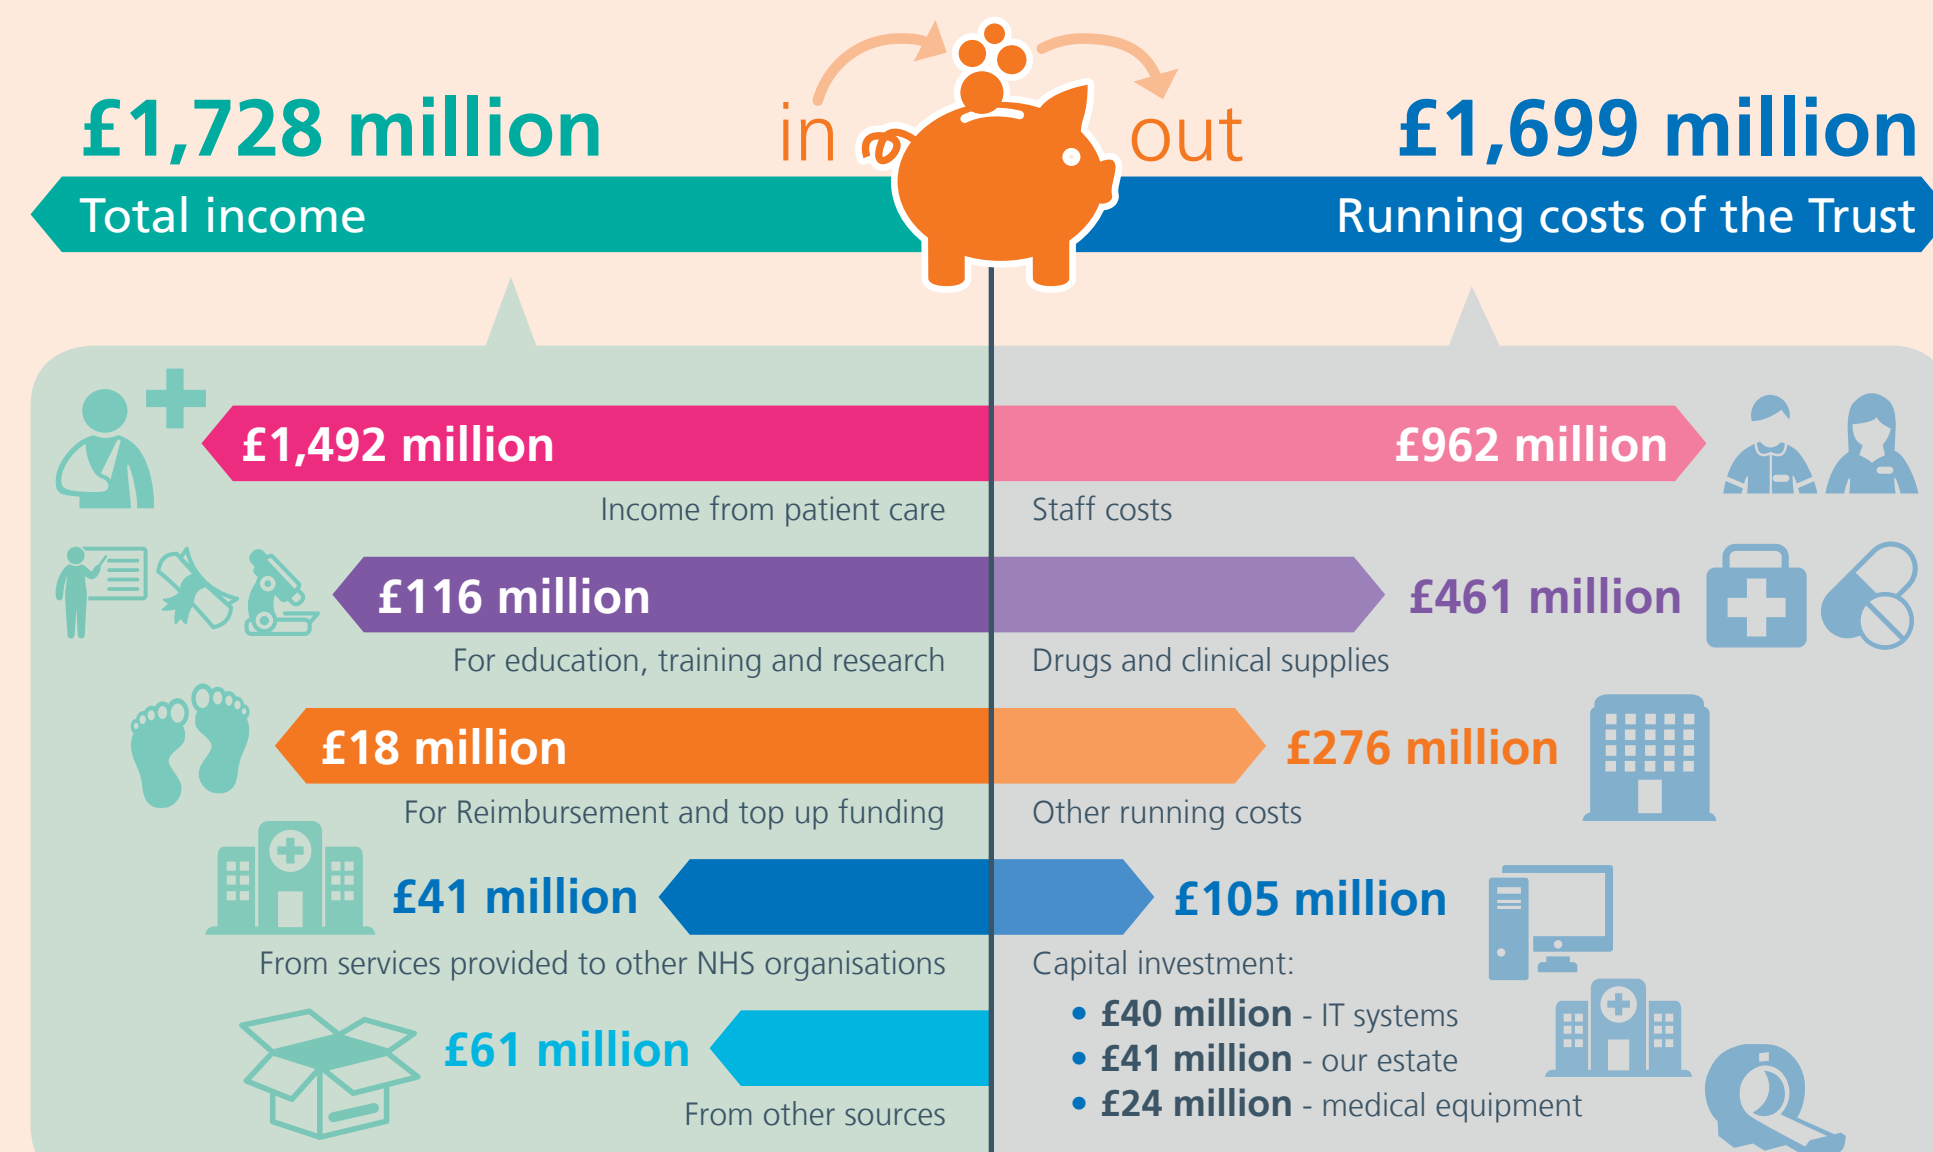 in
out
£1,728 million
Total income
£1,699 million
Running costs of the Trust
£1,492 million
Income from patient care
£116 million
For education, training and research
£18 million
For Reimbursement and top up funding
£41 million
From services provided to other NHS organisations
£61 million
From other sources
£962 million
Staff costs
£461 million
Drugs and clinical supplies
£276 million
Other running costs
£105 million
Capital investment:
• £40 million - IT systems
• £41 million - our estate
• £24 million - medical equipment